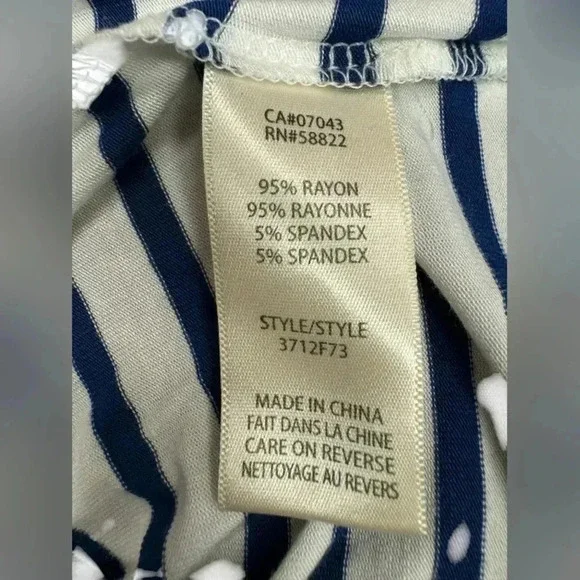 CA#07043
RN#58822
95% RAYON
95% RAYONNE
5% SPANDEX
5% SPANDEX
STYLE/STYLE
3712F73
MADE IN CHINA
FAIT DANS LA CHINE
CARE ON REVERSE
NETTOYAGE AU REVERS